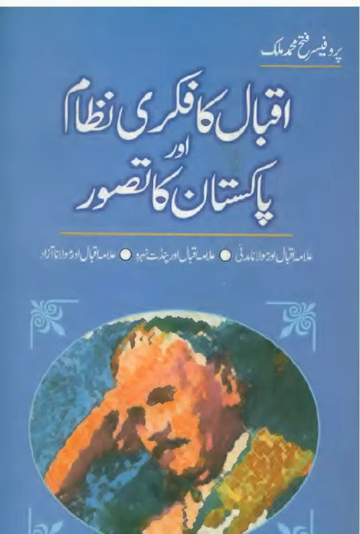 پروفیسر فتح محمد ملک
اقبال کا فکری نظام
اور
پاکستان کا تصور
علامہ اقبال اور مولانا مدنی ● علامہ اقبال اور پنڈت نہرو ● علامہ اقبال اور مولانا آزاد